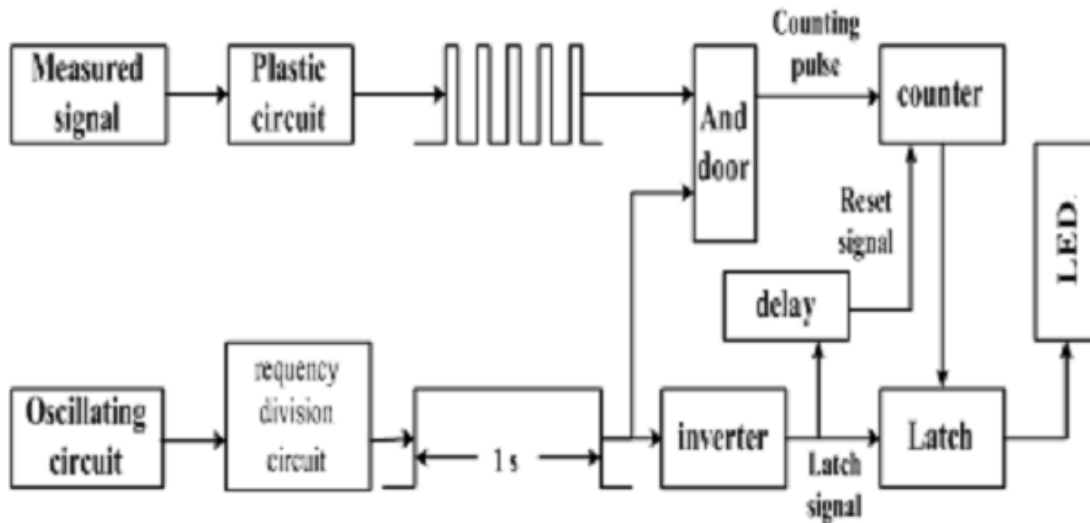 Measured
signal
Plastic
circuit
And
door
Counting
pulse
counter
Reset
signal
LED
delay
Oscillating
circuit
requency
division
circuit
1 s
inverter
Latch
signal
Latch